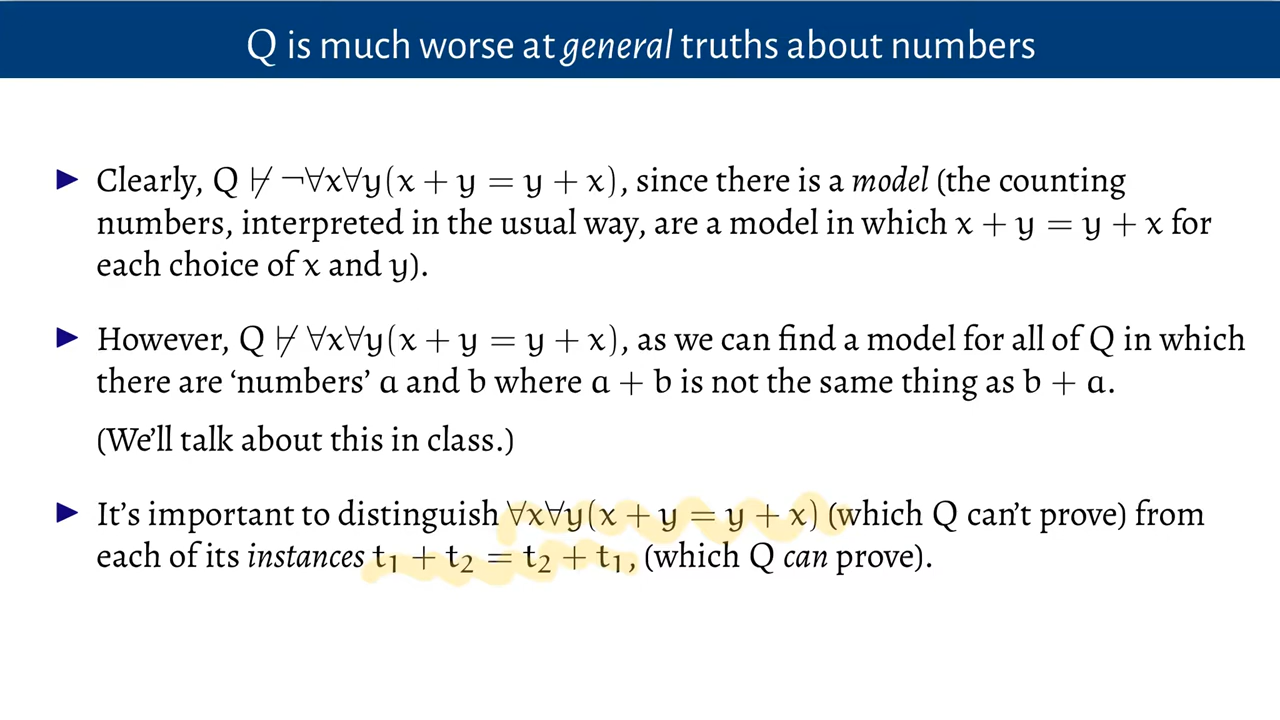 Q is much worse at general truths about numbers
▶ Clearly, Q ⊬ ¬∀x∀y(x + y = y + x), since there is a model (the counting
numbers, interpreted in the usual way, are a model in which x + y = y + x for
each choice of x and y).
▶ However, Q ⊬ ∀x∀y(x + y = y + x), as we can find a model for all of Q in which
there are ‘numbers’ a and b where a + b is not the same thing as b + a.
(We’ll talk about this in class.)
▶ It’s important to distinguish ∀x∀y(x + y = y + x) (which Q can’t prove) from
each of its instances t₁ + t₂ = t₂ + t₁, (which Q can prove).